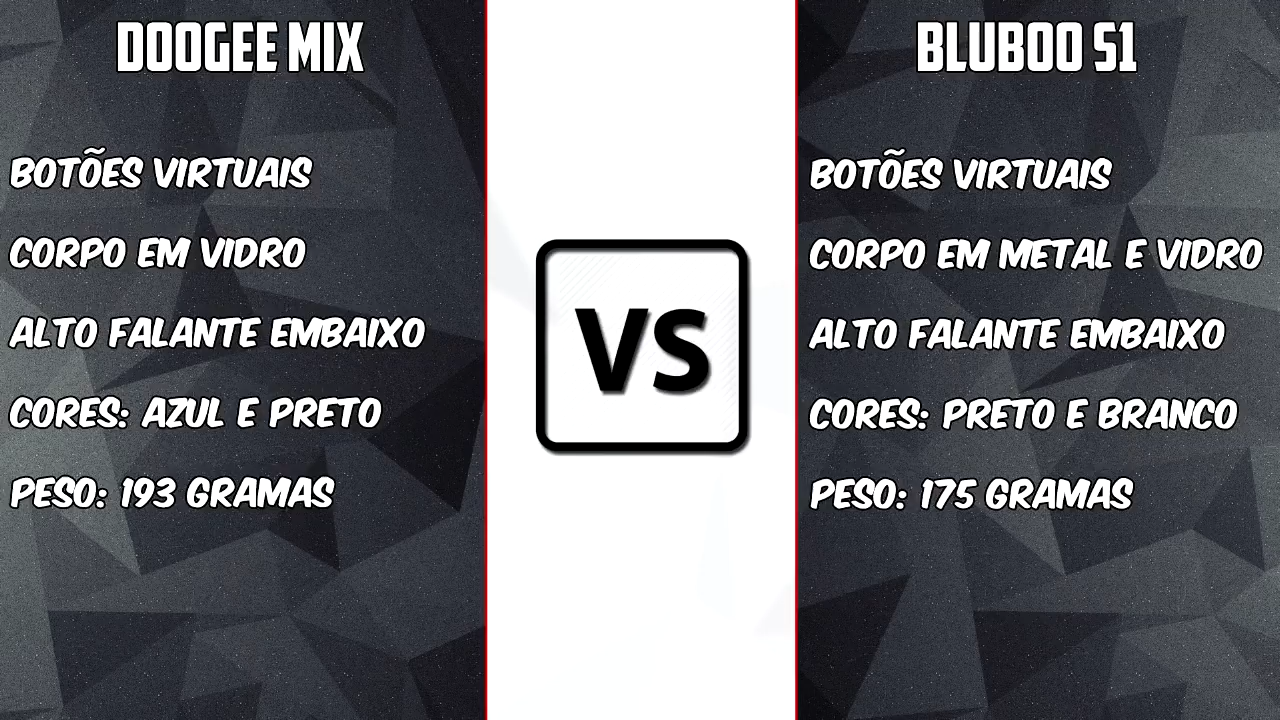 DOOGEE MIX
BOTÕES VIRTUAIS
CORPO EM VIDRO
ALTO FALANTE EMBAIXO
CORES: AZUL E PRETO
PESO: 193 GRAMAS
VS
BLUBOO S1
BOTÕES VIRTUAIS
CORPO EM METAL E VIDRO
ALTO FALANTE EMBAIXO
CORES: PRETO E BRANCO
PESO: 175 GRAMAS